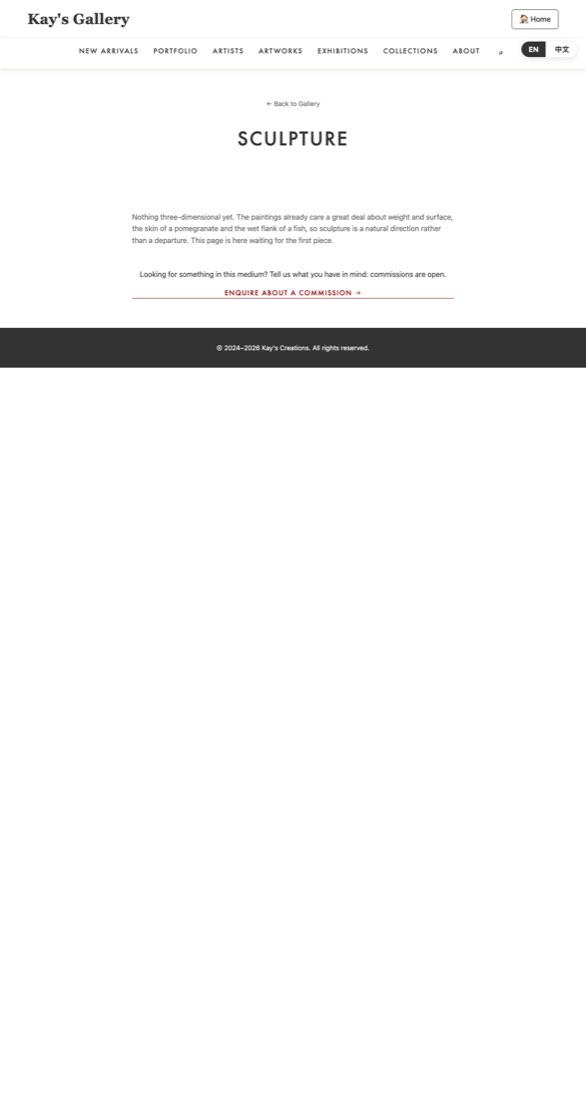 Kay's Gallery
🏠 Home
NEW ARRIVALS PORTFOLIO ARTISTS ARTWORKS EXHIBITIONS COLLECTIONS ABOUT
EN 中文
← Back to Gallery
SCULPTURE
Nothing three-dimensional yet. The paintings already care a great deal about weight and surface,
the skin of a pomegranate and the wet flank of a fish, so sculpture is a natural direction rather
than a departure. This page is here waiting for the first piece.
Looking for something in this medium? Tell us what you have in mind: commissions are open.
ENQUIRE ABOUT A COMMISSION →
© 2024–2026 Kay's Creations. All rights reserved.